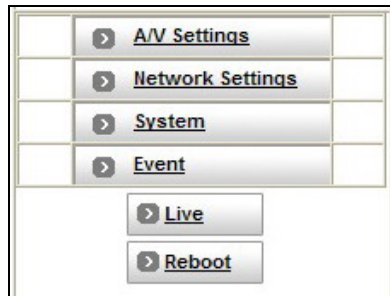 A/V Settings
Network Settings
System
Event
Live
Reboot